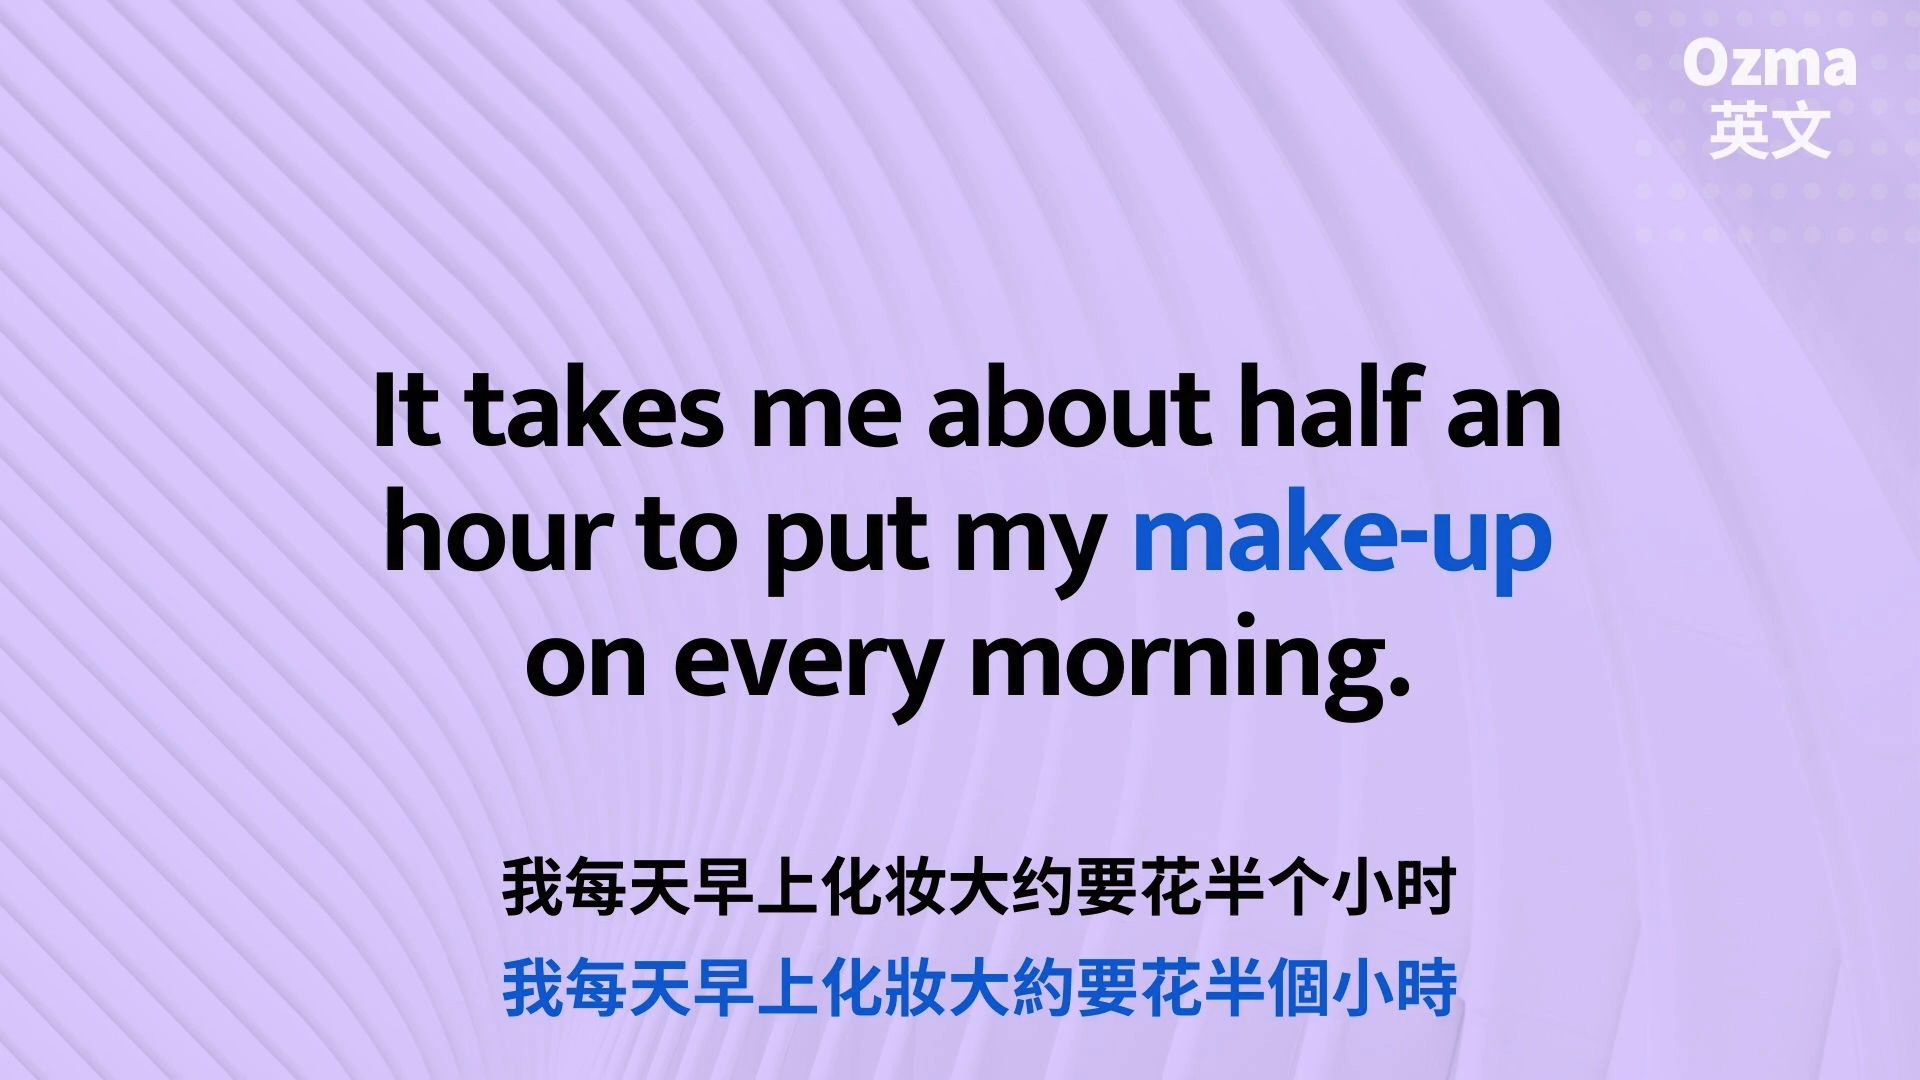 Ozma
英文
It takes me about half an
hour to put my make-up
on every morning.
我每天早上化妆大约要花半个小时
我每天早上化妝大約要花半個小時